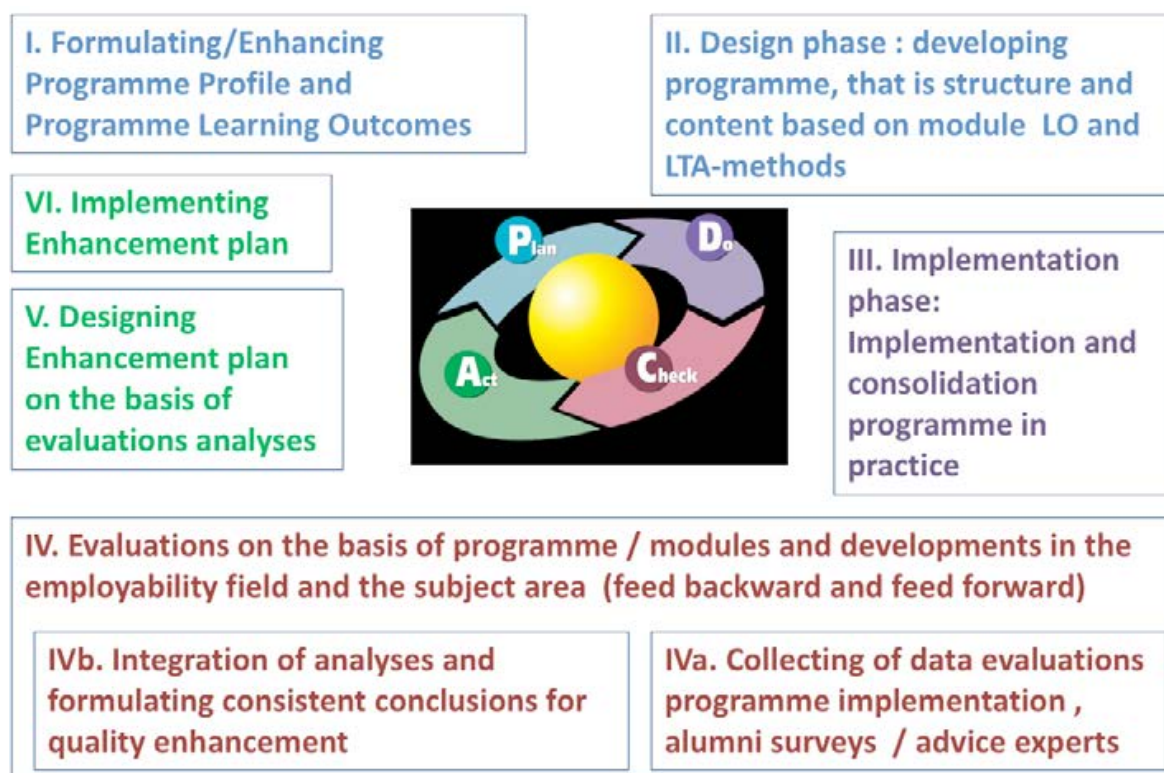 I. Formulating/Enhancing
Programme Profile and
Programme Learning Outcomes
II. Design phase : developing
programme, that is structure and
content based on module LO and
LTA-methods
VI. Implementing
Enhancement plan
V. Designing
Enhancement plan
on the basis of
evaluations analyses
Plan
Do
Act
Check
III. Implementation
phase:
Implementation and
consolidation
programme in
practice
IV. Evaluations on the basis of programme / modules and developments in the
employability field and the subject area (feed backward and feed forward)
IVb. Integration of analyses and
formulating consistent conclusions for
quality enhancement
IVa. Collecting of data evaluations
programme implementation ,
alumni surveys / advice experts